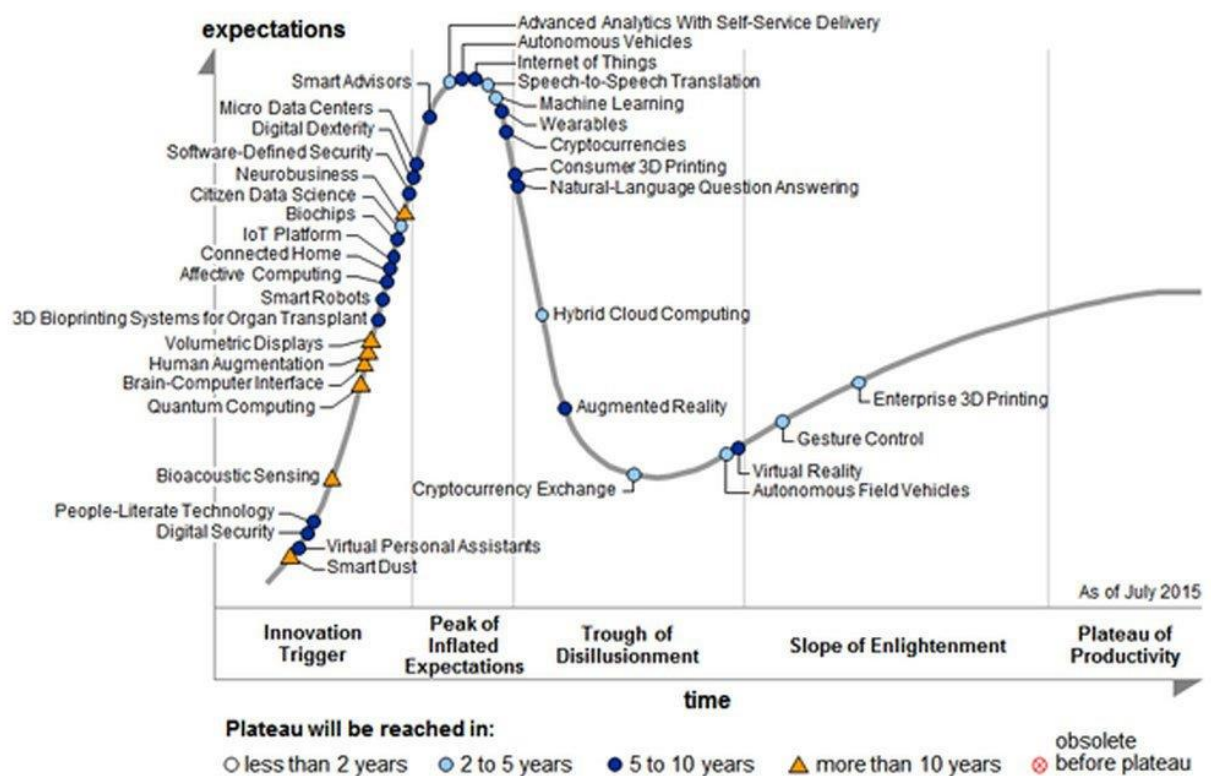 expectations
Advanced Analytics With Self-Service Delivery
Autonomous Vehicles
Internet of Things
Speech-to-Speech Translation
Machine Learning
Wearables
Cryptocurrencies
Consumer 3D Printing
Natural-Language Question Answering
Smart Advisors
Micro Data Centers
Digital Dexterity
Software-Defined Security
Neurobusiness
Citizen Data Science
Biochips
IoT Platform
Connected Home
Affective Computing
Smart Robots
3D Bioprinting Systems for Organ Transplant
Volumetric Displays
Human Augmentation
Brain-Computer Interface
Quantum Computing
Bioacoustic Sensing
People-Literate Technology
Digital Security
Virtual Personal Assistants
Smart Dust
Hybrid Cloud Computing
Augmented Reality
Cryptocurrency Exchange
Enterprise 3D Printing
Gesture Control
Virtual Reality
Autonomous Field Vehicles
As of July 2015
Innovation
Trigger
Peak of
Inflated
Expectations
Trough of
Disillusionment
Slope of Enlightenment
Plateau of
Productivity
time
Plateau will be reached in:
less than 2 years
2 to 5 years
5 to 10 years
more than 10 years
obsolete
before plateau